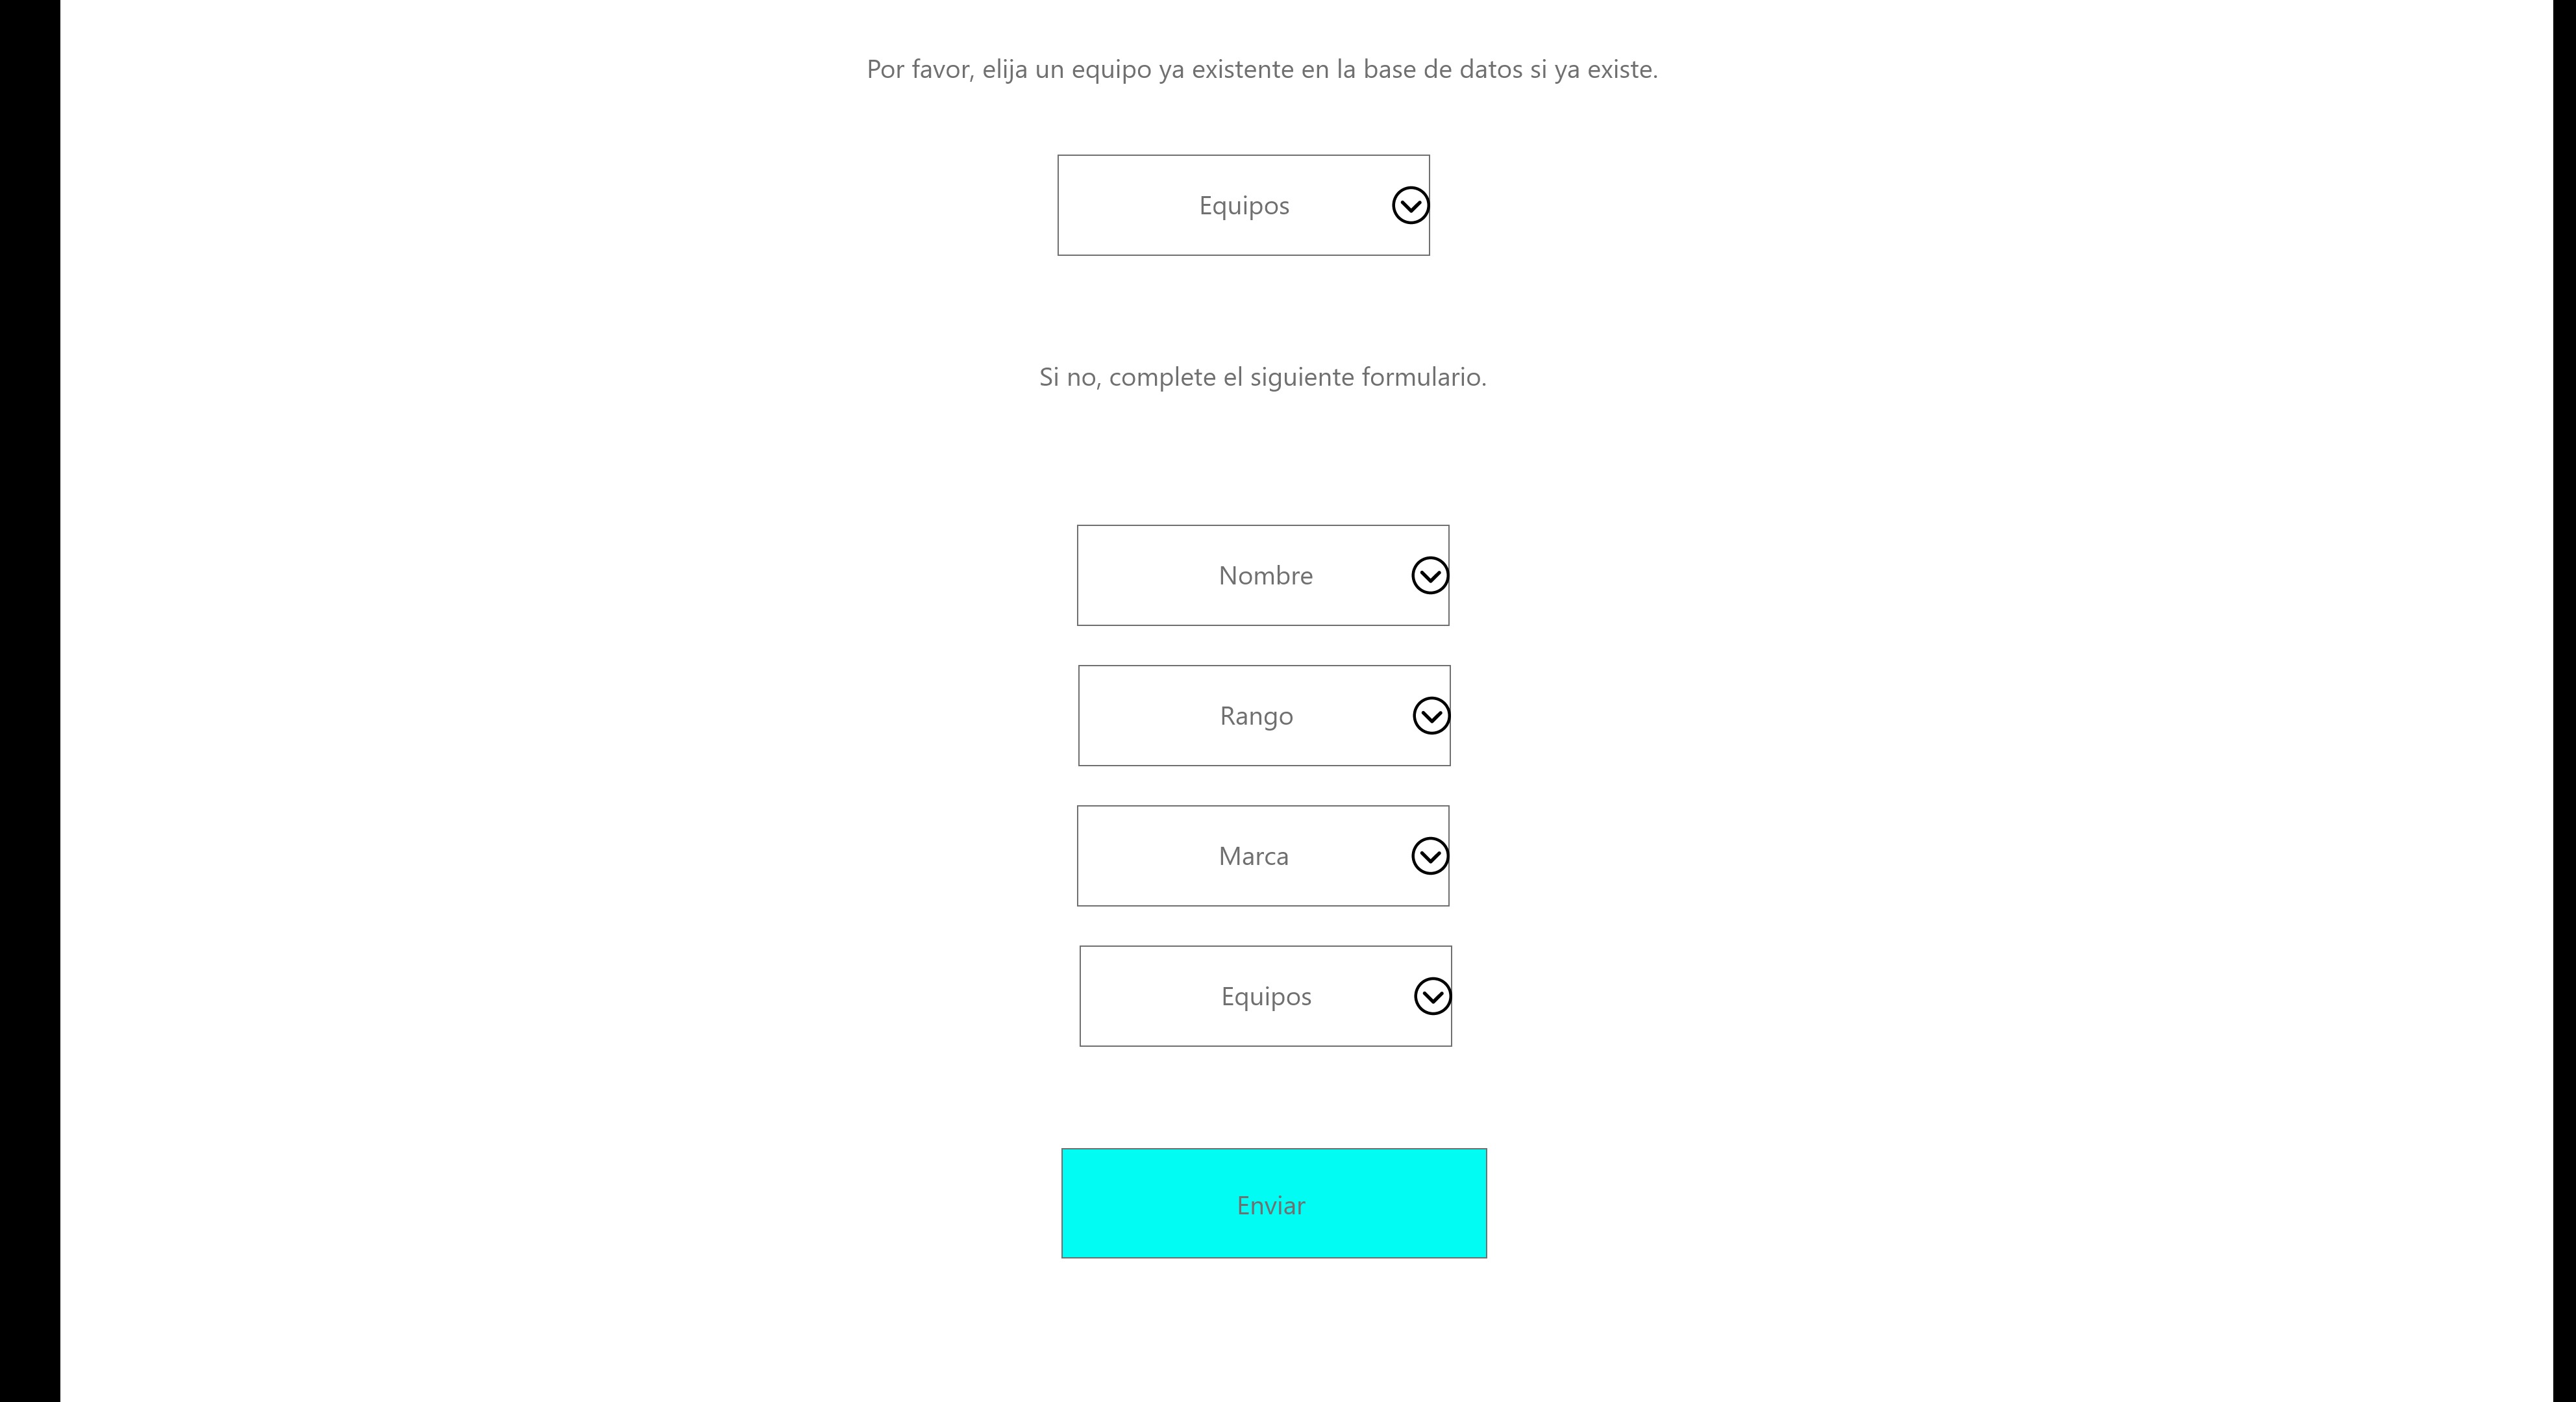 Por favor, elija un equipo ya existente en la base de datos si ya existe.
Equipos
Si no, complete el siguiente formulario.
Nombre
Rango
Marca
Equipos
Enviar